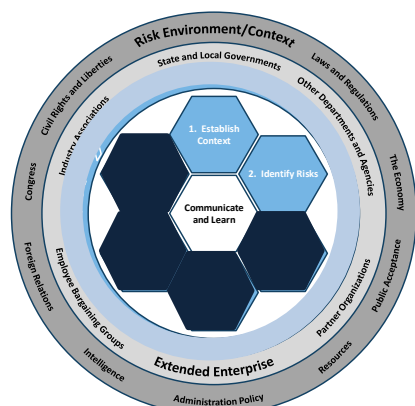 Risk Environment/Context
Laws and Regulations
The Economy
Public Acceptance
Resources
Administration Policy
Intelligence
Foreign Relations
Congress
Civil Rights and Liberties
State and Local Governments
Other Departments and Agencies
Partner Organizations
Extended Enterprise
Employee Bargaining Groups
Industry Associations
1. Establish
Context
2. Identify Risks
Communicate
and Learn